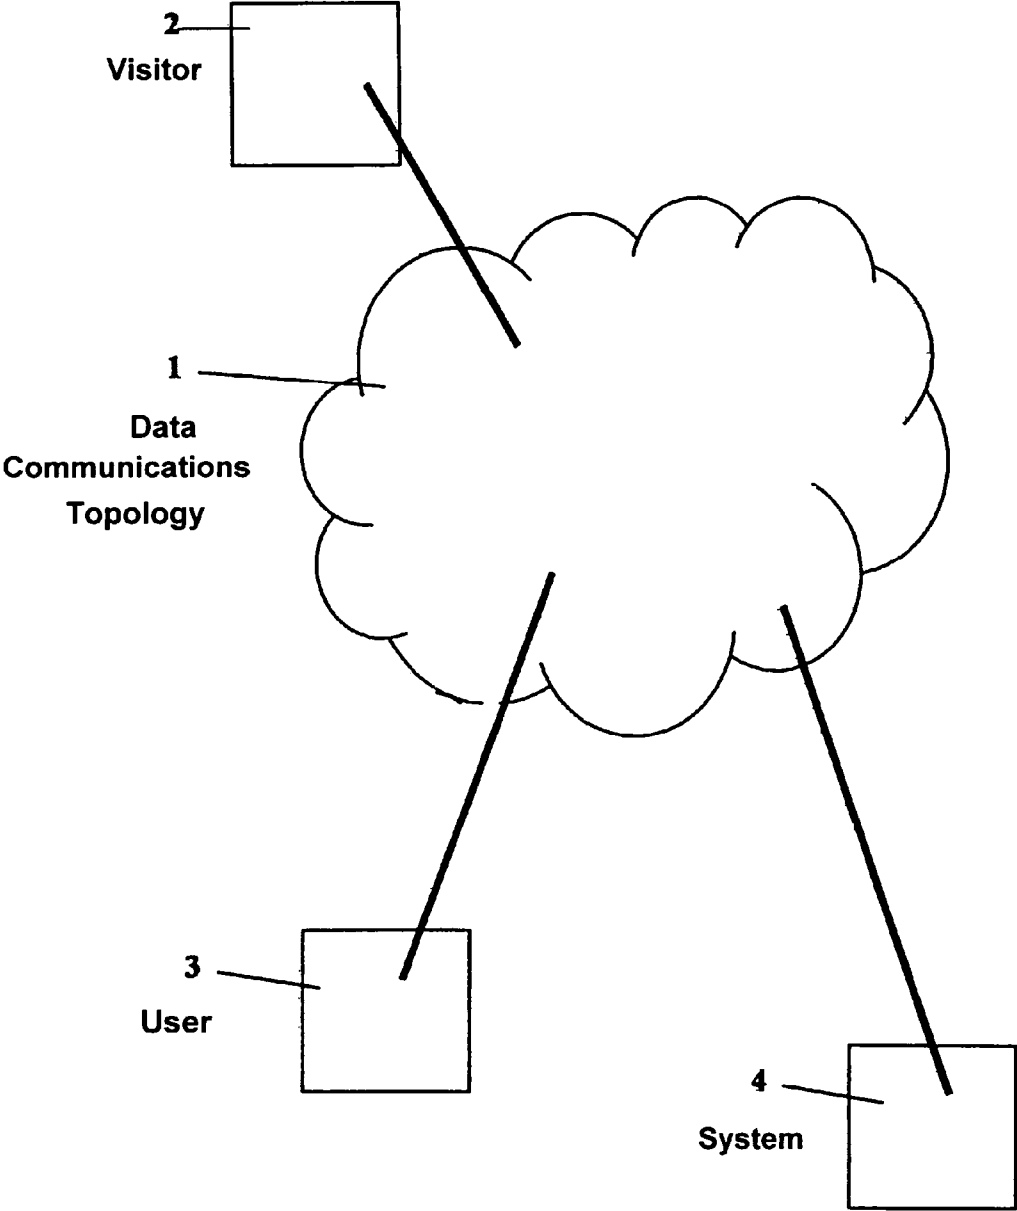 2
Visitor
1
Data
Communications
Topology
3
User
4
System